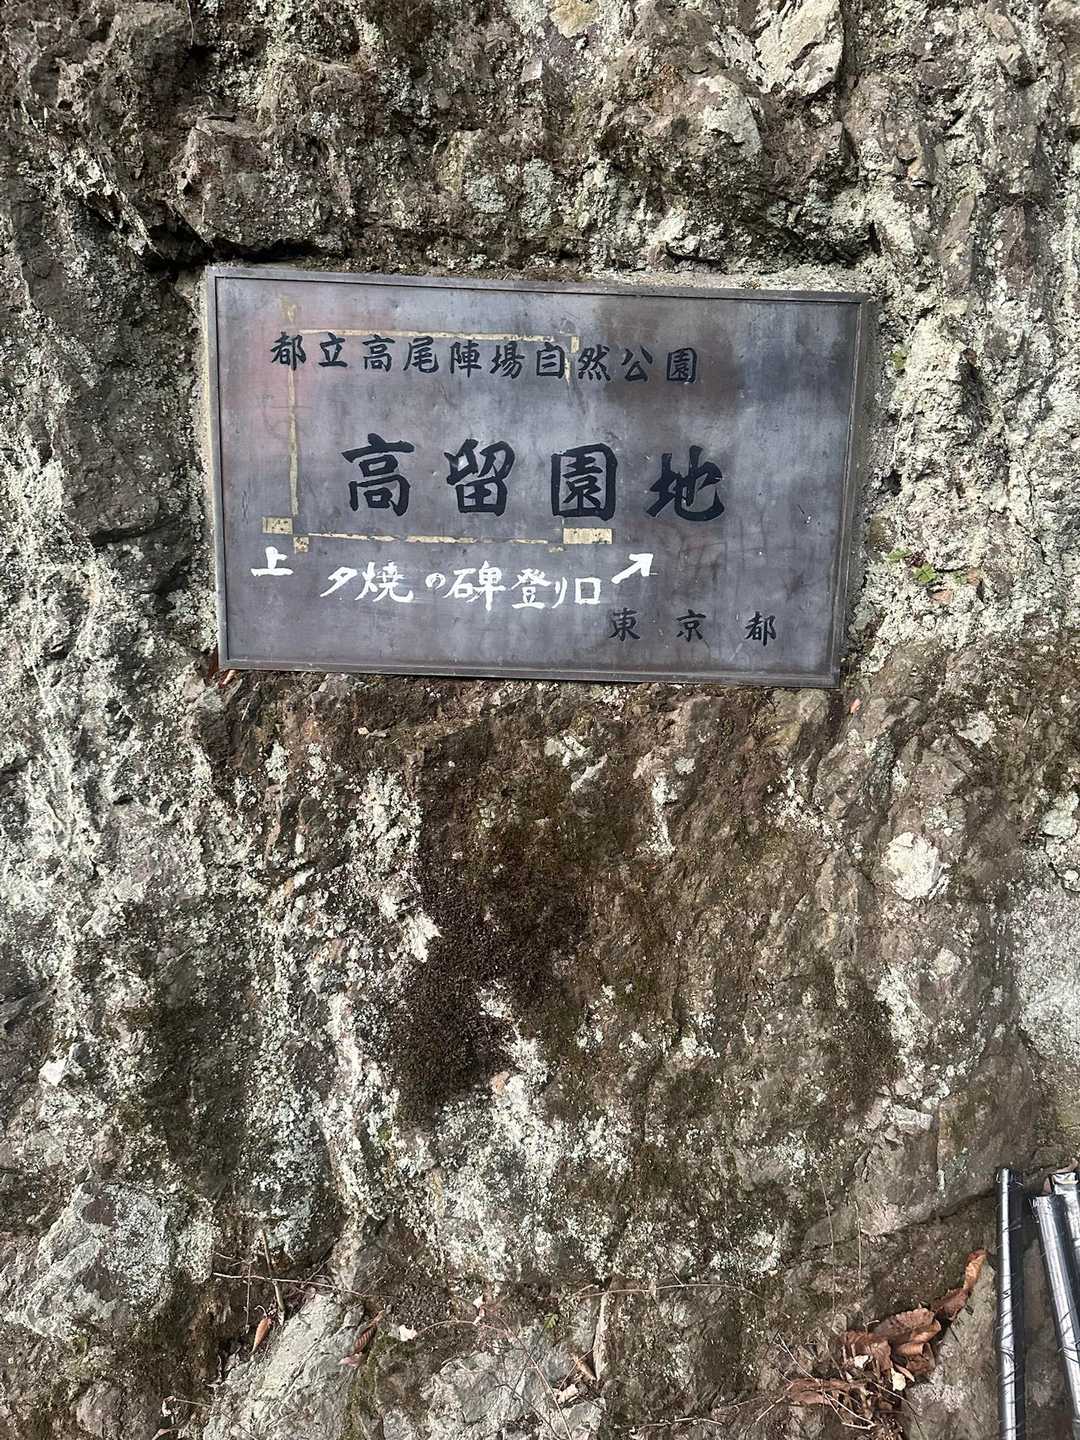 都立高尾陣場自然公園
高留園地
上 夕焼の碑登り口↗
東京都